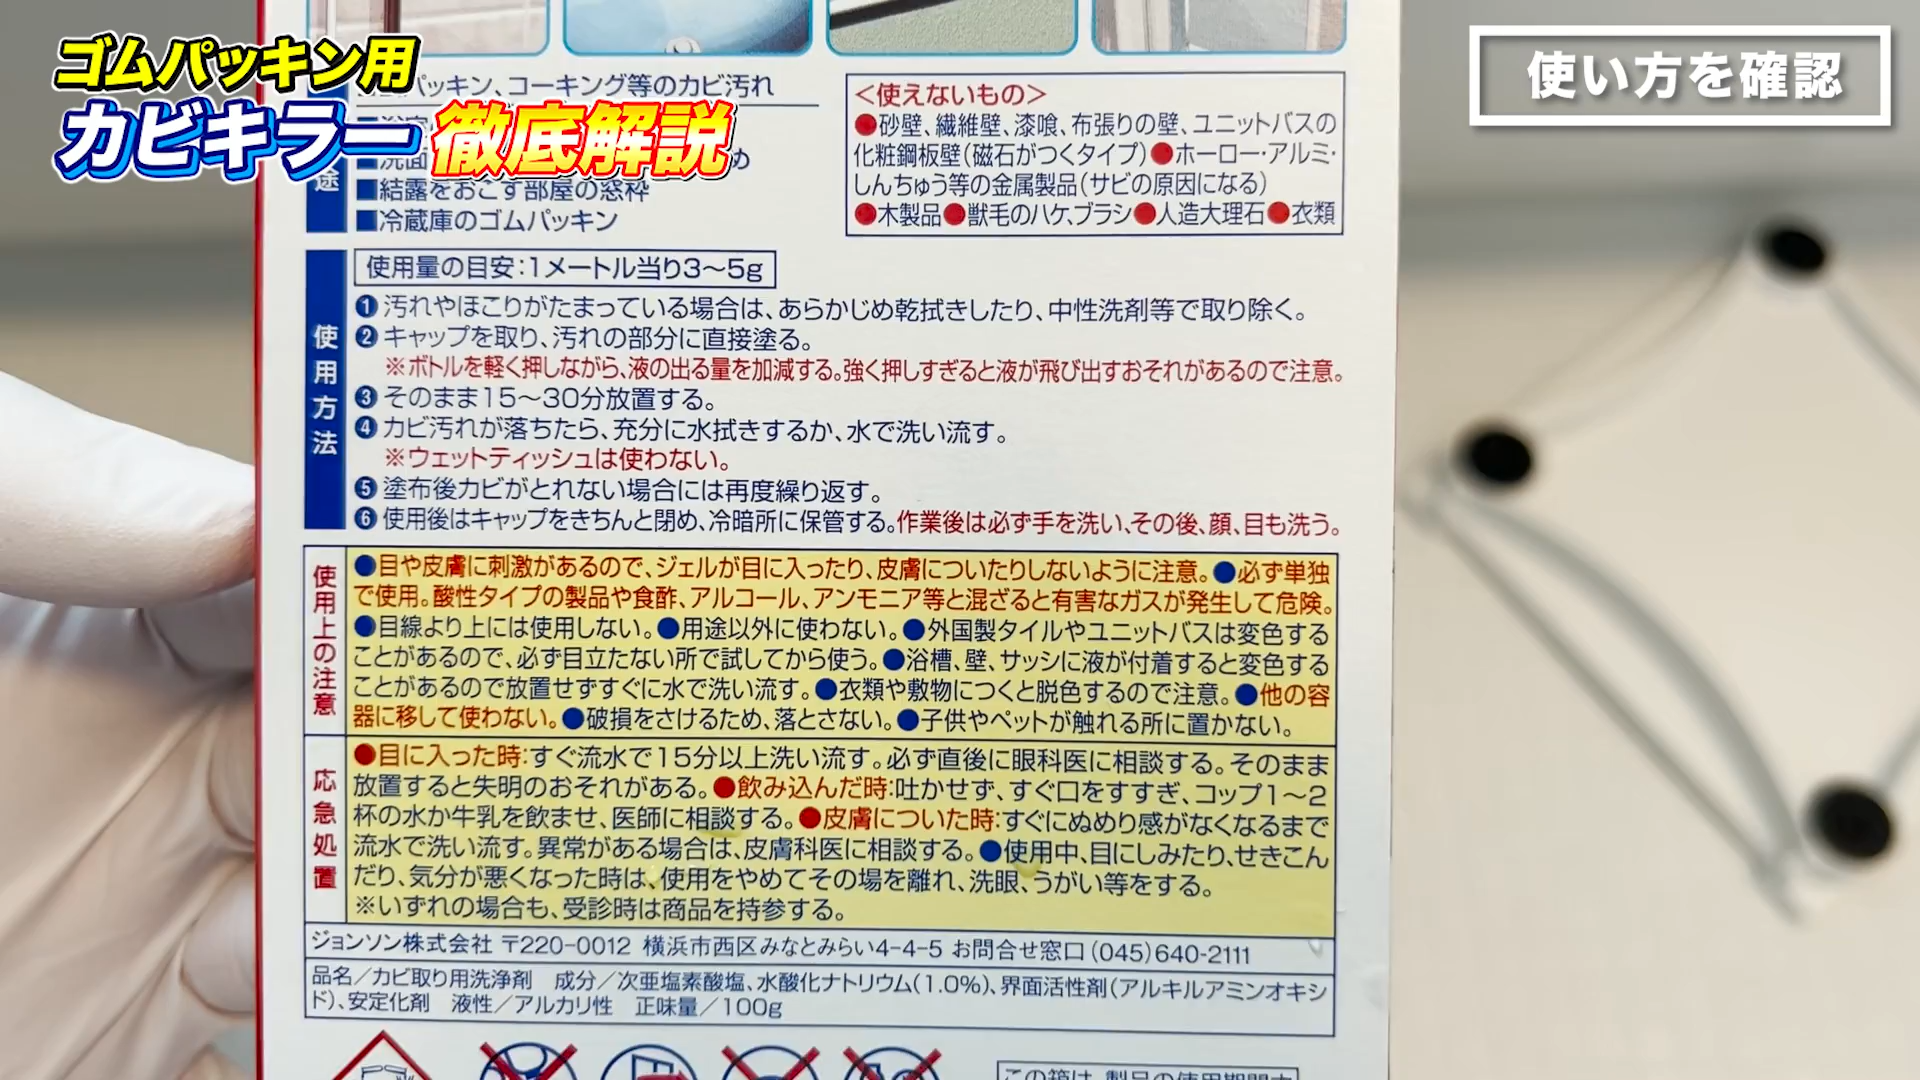 ゴムパッキン用
カビキラー 徹底解説
使い方を確認
パッキン、コーキング等のカビ汚れ
■結露をおこす部屋の窓枠
■冷蔵庫のゴムパッキン
<使えないもの>
●砂壁、繊維壁、漆喰、布張りの壁、ユニットバスの
化粧鋼板壁(磁石がつくタイプ)●ホーロー・アルミ・
しんちゅう等の金属製品(サビの原因になる)
●木製品●獣毛のハケ、ブラシ●人造大理石●衣類
使用方法
使用量の目安:1メートル当り3〜5g
❶汚れやほこりがたまっている場合は、あらかじめ乾拭きしたり、中性洗剤等で取り除く。
❷キャップを取り、汚れの部分に直接塗る。
※ボトルを軽く押しながら、液の出る量を加減する。強く押しすぎると液が飛び出すおそれがあるので注意。
❸そのまま15〜30分放置する。
❹カビ汚れが落ちたら、充分に水拭きするか、水で洗い流す。
※ウェットティッシュは使わない。
❺塗布後カビがとれない場合には再度繰り返す。
❻使用後はキャップをきちんと閉め、冷暗所に保管する。作業後は必ず手を洗い、その後、顔、目も洗う。
使用上の注意
●目や皮膚に刺激があるので、ジェルが目に入ったり、皮膚についたりしないように注意。●必ず単独
で使用。酸性タイプの製品や食酢、アルコール、アンモニア等と混ざると有害なガスが発生して危険。
●目線より上には使用しない。●用途以外に使わない。●外国製タイルやユニットバスは変色する
ことがあるので、必ず目立たない所で試してから使う。●浴槽、壁、サッシに液が付着すると変色する
ことがあるので放置せずすぐに水で洗い流す。●衣類や敷物につくと脱色するので注意。●他の容
器に移して使わない。●破損をさけるため、落とさない。●子供やペットが触れる所に置かない。
応急処置
●目に入った時:すぐ流水で15分以上洗い流す。必ず直後に眼科医に相談する。そのまま
放置すると失明のおそれがある。●飲み込んだ時:吐かせず、すぐ口をすすぎ、コップ1〜2
杯の水か牛乳を飲ませ、医師に相談する。●皮膚についた時:すぐにぬめり感がなくなるまで
流水で洗い流す。異常がある場合は、皮膚科医に相談する。●使用中、目にしみたり、せきこん
だり、気分が悪くなった時は、使用をやめてその場を離れ、洗眼、うがい等をする。
※いずれの場合も、受診時は商品を持参する。
ジョンソン株式会社 〒220-0012 横浜市西区みなとみらい4-4-5 お問合せ窓口(045)640-2111
品名/カビ取り用洗浄剤 成分/次亜塩素酸塩、水酸化ナトリウム(1.0%)、界面活性剤(アルキルアミンオキシ
ド)、安定化剤 液性/アルカリ性 正味量/100g